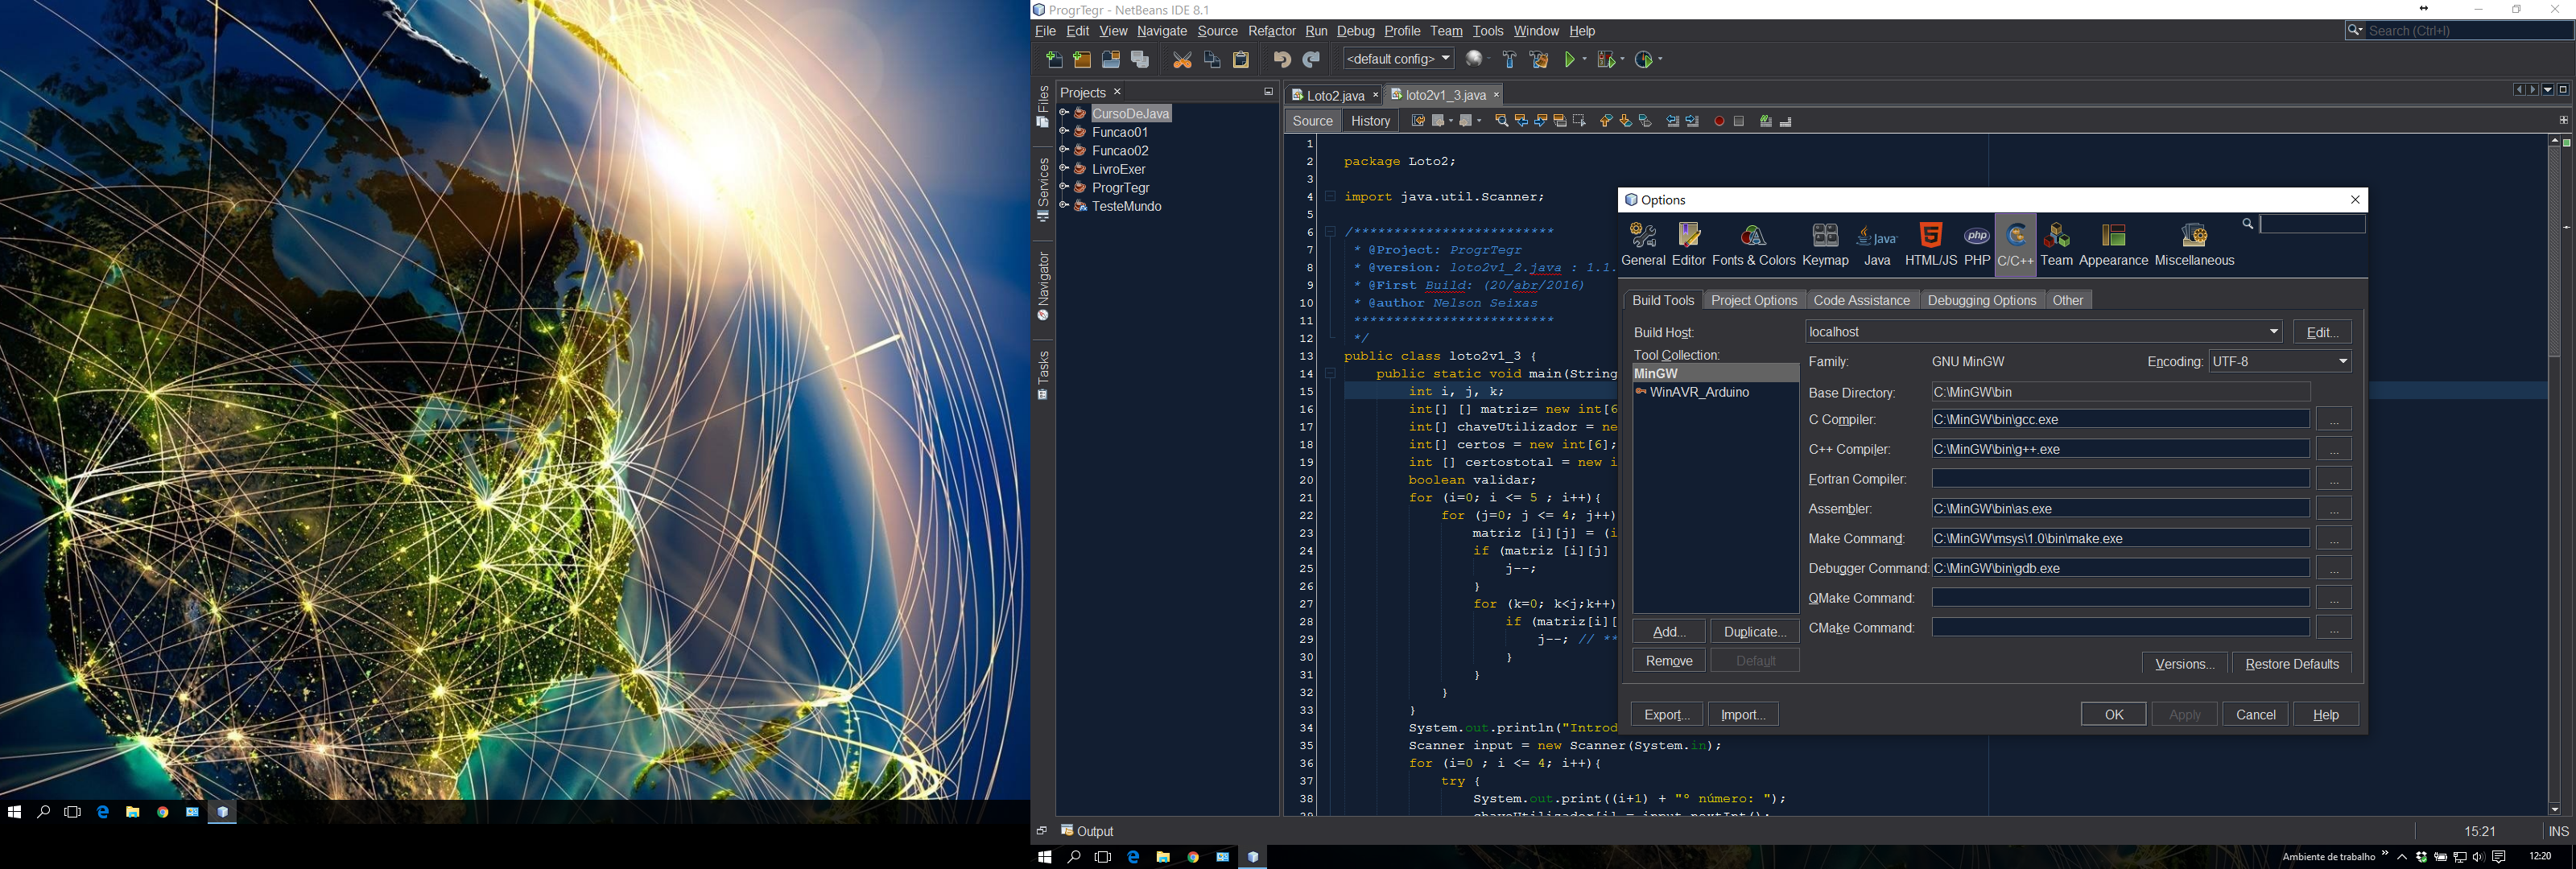 ProgrTegr - NetBeans IDE 8.1
File Edit View Navigate Source Refactor Run Debug Profile Team Tools Window Help
Search (Ctrl+I)
<default config>
Files
Services
Navigator
Tasks
Projects
CursoDeJava
Funcao01
Funcao02
LivroExer
ProgrTegr
TesteMundo
Loto2.java
loto2v1_3.java
Source History
1
2 package Loto2;
3
4 import java.util.Scanner;
5
6 /*************************
7 * @Project: ProgrTegr
8 * @version: loto2v1_2.java : 1.1.
9 * @First Build: (20/abr/2016)
10 * @author Nelson Seixas
11 *************************
12 */
13 public class loto2v1_3 {
14 public static void main(String
15 int i, j, k;
16 int[] [] matriz= new int[6
17 int[] chaveUtilizador = ne
18 int[] certos = new int[6];
19 int [] certostotal = new i
20 boolean validar;
21 for (i=0; i <= 5 ; i++){
22 for (j=0; j <= 4; j++)
23 matriz [i][j] = (i
24 if (matriz [i][j]
25 j--;
26 }
27 for (k=0; k<j;k++)
28 if (matriz[i][
29 j--; // **
30 }
31 }
32 }
33 }
34 System.out.println("Introd
35 Scanner input = new Scanner(System.in);
36 for (i=0 ; i <= 4; i++){
37 try {
38 System.out.print((i+1) + "º número: ");
Options
General Editor Fonts & Colors Keymap Java HTML/JS PHP C/C++ Team Appearance Miscellaneous
Build Tools Project Options Code Assistance Debugging Options Other
Build Host: localhost Edit...
Tool Collection:
MinGW
WinAVR_Arduino
Family: GNU MinGW Encoding: UTF-8
Base Directory: C:\MinGW\bin
C Compiler: C:\MinGW\bin\gcc.exe ...
C++ Compiler: C:\MinGW\bin\g++.exe ...
Fortran Compiler: ...
Assembler: C:\MinGW\bin\as.exe ...
Make Command: C:\MinGW\msys\1.0\bin\make.exe ...
Debugger Command: C:\MinGW\bin\gdb.exe ...
QMake Command: ...
CMake Command: ...
Add... Duplicate...
Remove Default
Versions... Restore Defaults
Export... Import... OK Apply Cancel Help
Output
15:21 INS
Ambiente de trabalho
12:20